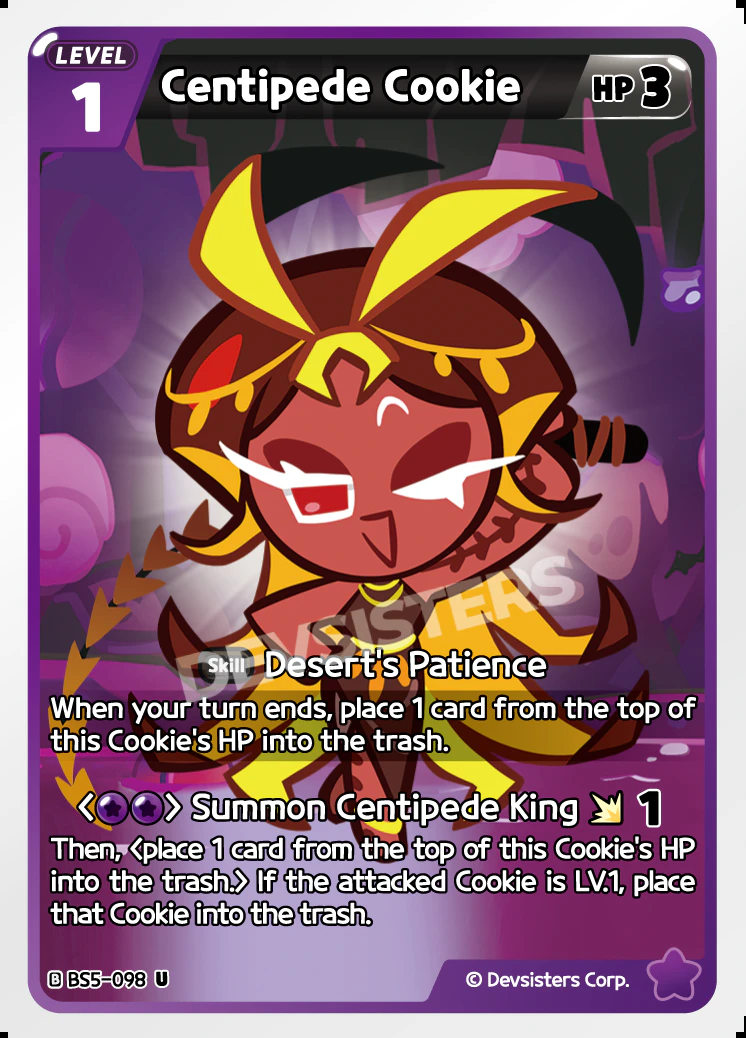 LEVEL
1
Centipede Cookie
HP 3
DEVSISTERS
Skill Desert's Patience
When your turn ends, place 1 card from the top of
this Cookie's HP into the trash.
< > Summon Centipede King 1
Then, <place 1 card from the top of this Cookie's HP
into the trash.> If the attacked Cookie is LV.1, place
that Cookie into the trash.
B BS5-098 U
© Devsisters Corp.